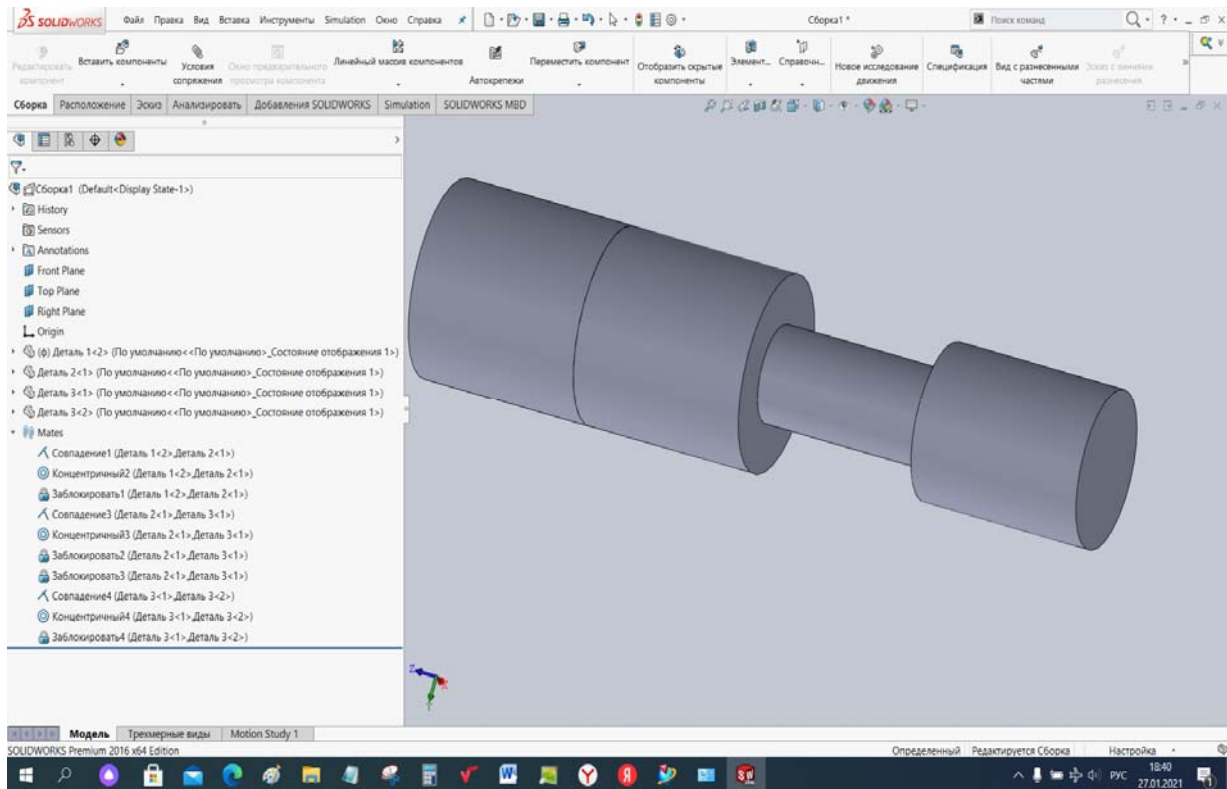 SOLIDWORKS Файл Правка Вид Вставка Инструменты Simulation Окно Справка Сборка1 * Поиск команд
Редактировать компонент
Вставить компоненты
Условия сопряжения
Окно предварительного просмотра компонента
Линейный массив компонентов
Автокрепежи
Переместить компонент
Отобразить скрытые компоненты
Элемент...
Справочн...
Новое исследование движения
Спецификация
Вид с разнесенными частями
Эскиз с линиями разнесения
Сборка Расположение Эскиз Анализировать Добавления SOLIDWORKS Simulation SOLIDWORKS MBD
Сборка1 (Default<Display State-1>)
History
Sensors
Annotations
Front Plane
Top Plane
Right Plane
Origin
(ф) Деталь 1<2> (По умолчанию<<По умолчанию>_Состояние отображения 1>)
Деталь 2<1> (По умолчанию<<По умолчанию>_Состояние отображения 1>)
Деталь 3<1> (По умолчанию<<По умолчанию>_Состояние отображения 1>)
Деталь 3<2> (По умолчанию<<По умолчанию>_Состояние отображения 1>)
Mates
Совпадение1 (Деталь 1<2>,Деталь 2<1>)
Концентричный2 (Деталь 1<2>,Деталь 2<1>)
Заблокировать1 (Деталь 1<2>,Деталь 2<1>)
Совпадение3 (Деталь 2<1>,Деталь 3<1>)
Концентричный3 (Деталь 2<1>,Деталь 3<1>)
Заблокировать2 (Деталь 2<1>,Деталь 3<1>)
Заблокировать3 (Деталь 2<1>,Деталь 3<1>)
Совпадение4 (Деталь 3<1>,Деталь 3<2>)
Концентричный4 (Деталь 3<1>,Деталь 3<2>)
Заблокировать4 (Деталь 3<1>,Деталь 3<2>)
Z
X
Y
Модель Трехмерные виды Motion Study 1
SOLIDWORKS Premium 2016 x64 Edition Определенный Редактируется Сборка Настройка
РУС 18:40
27.01.2021